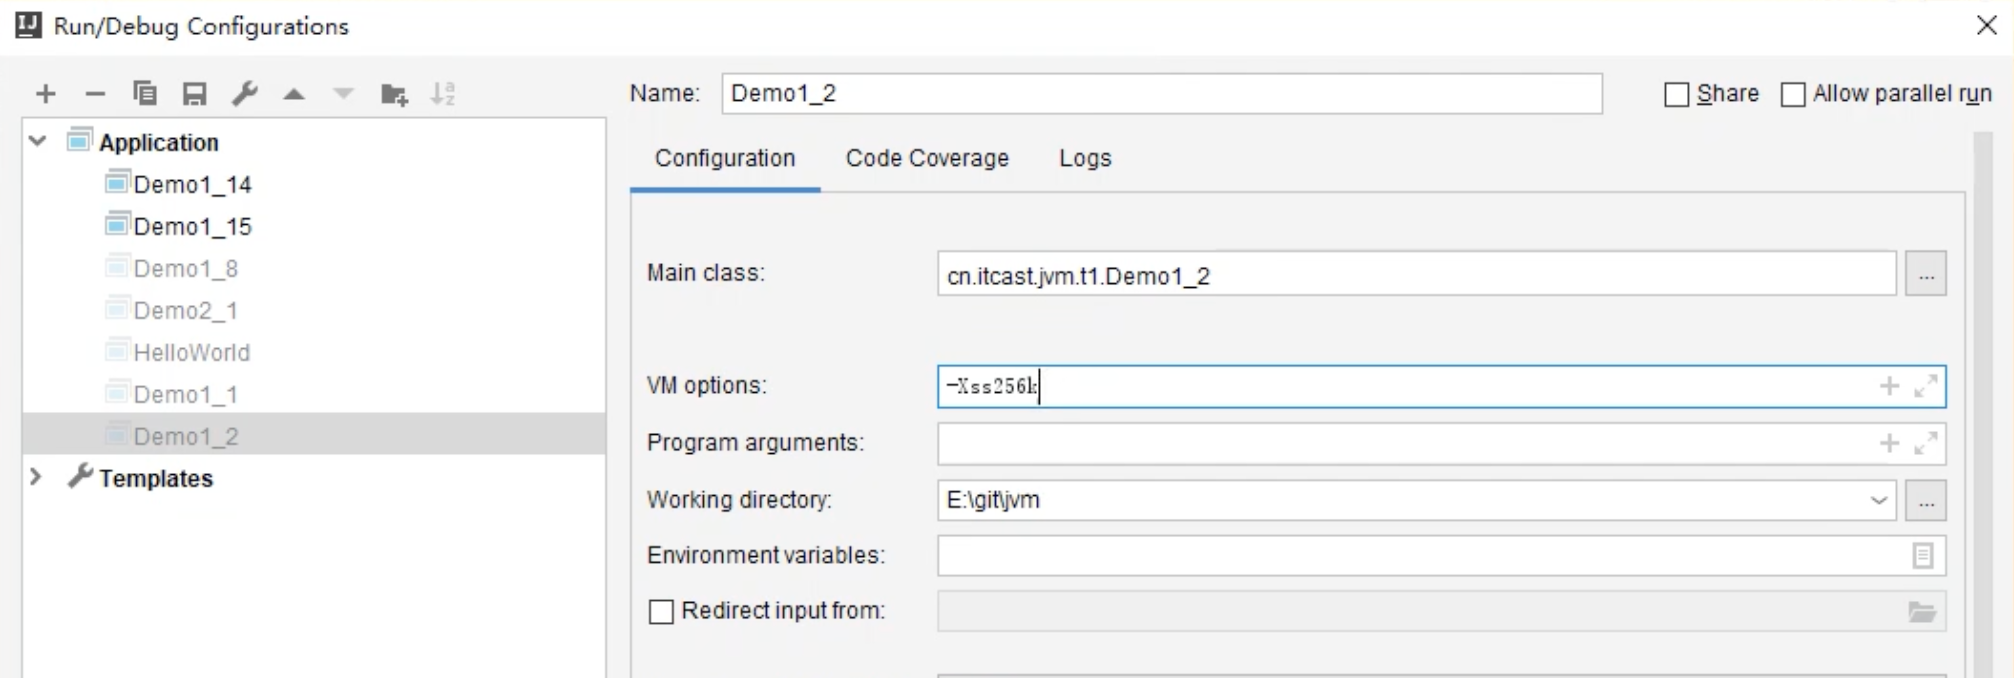 IJ Run/Debug Configurations
Name: Demo1_2 Share Allow parallel run
Application
Demo1_14
Demo1_15
Demo1_8
Demo2_1
HelloWorld
Demo1_1
Demo1_2
Templates
Configuration Code Coverage Logs
Main class: cn.itcast.jvm.t1.Demo1_2 ...
VM options: -Xss256k
Program arguments:
Working directory: E:\git\jvm ...
Environment variables:
Redirect input from: